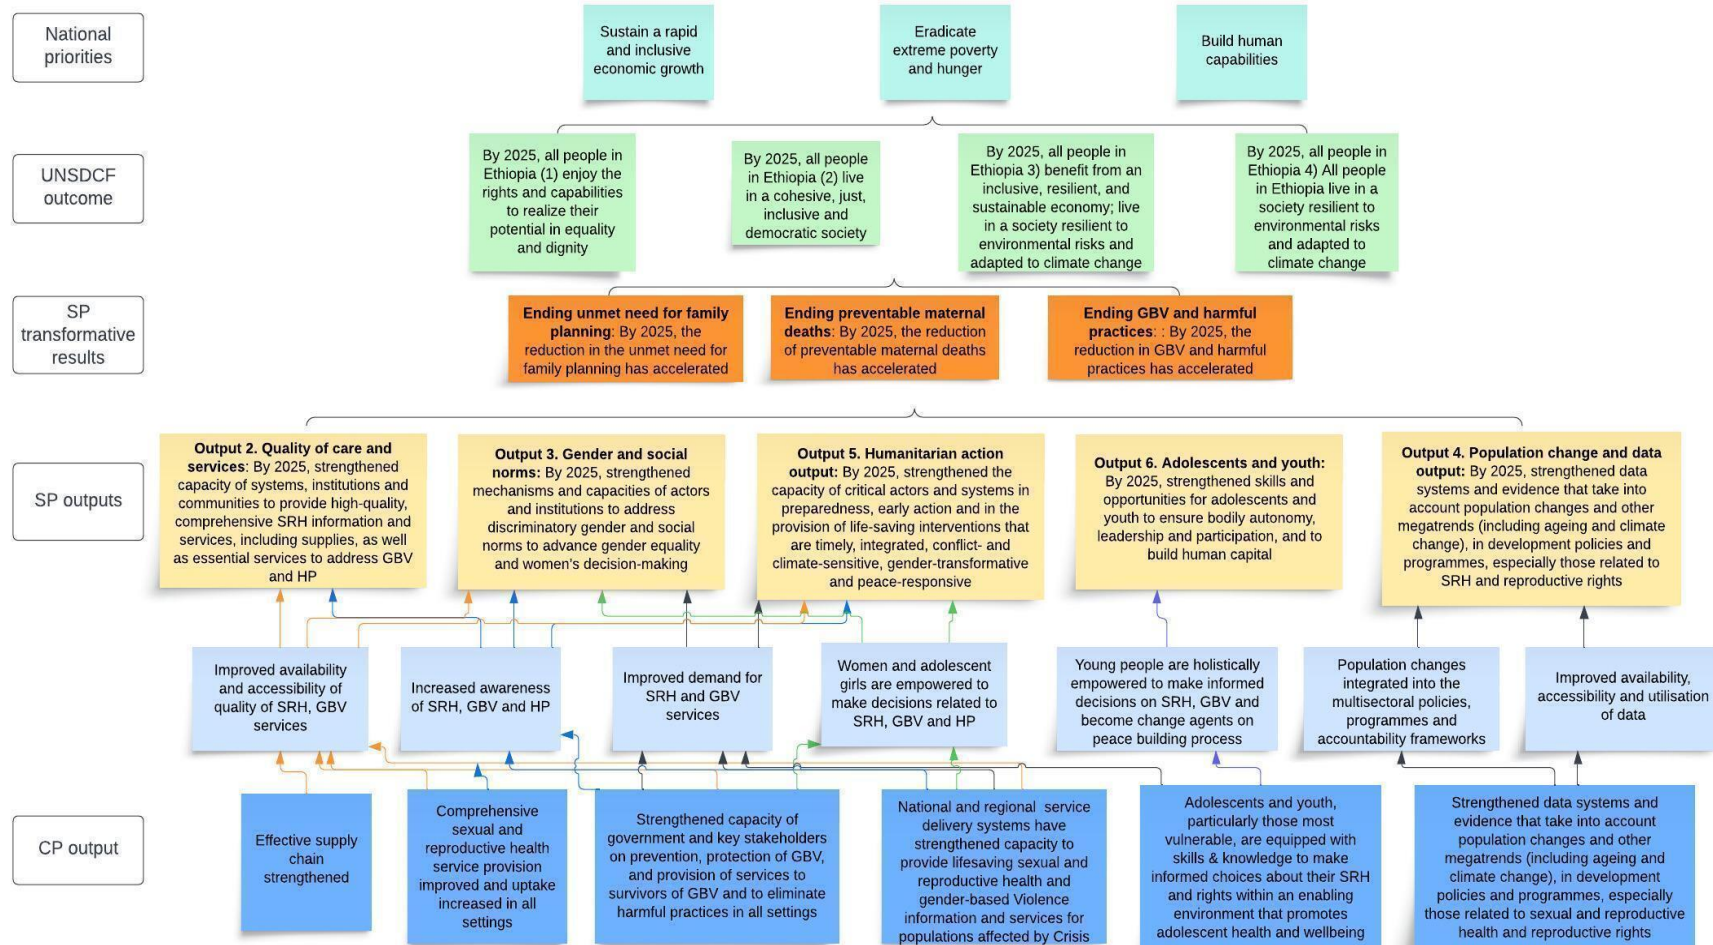 National
priorities
Sustain a rapid
and inclusive
economic growth
Eradicate
extreme poverty
and hunger
Build human
capabilities
UNSDCF
outcome
By 2025, all people in
Ethiopia (1) enjoy the
rights and capabilities
to realize their
potential in equality
and dignity
By 2025, all people
in Ethiopia (2) live
in a cohesive, just,
inclusive and
democratic society
By 2025, all people in
Ethiopia 3) benefit from an
inclusive, resilient, and
sustainable economy; live
in a society resilient to
environmental risks and
adapted to climate change
By 2025, all people in
Ethiopia 4) All people
in Ethiopia live in a
society resilient to
environmental risks
and adapted to
climate change
SP
transformative
results
Ending unmet need for family
planning: By 2025, the
reduction in the unmet need for
family planning has accelerated
Ending preventable maternal
deaths: By 2025, the reduction
of preventable maternal deaths
has accelerated
Ending GBV and harmful
practices: : By 2025, the
reduction in GBV and harmful
practices has accelerated
SP outputs
Output 2. Quality of care and
services: By 2025, strengthened
capacity of systems, institutions and
communities to provide high-quality,
comprehensive SRH information and
services, including supplies, as well
as essential services to address GBV
and HP
Output 3. Gender and social
norms: By 2025, strengthened
mechanisms and capacities of actors
and institutions to address
discriminatory gender and social
norms to advance gender equality
and women's decision-making
Output 5. Humanitarian action
output: By 2025, strengthened the
capacity of critical actors and systems in
preparedness, early action and in the
provision of life-saving interventions that
are timely, integrated, conflict- and
climate-sensitive, gender-transformative
and peace-responsive
Output 6. Adolescents and youth:
By 2025, strengthened skills and
opportunities for adolescents and
youth to ensure bodily autonomy,
leadership and participation, and to
build human capital
Output 4. Population change and data
output: By 2025, strengthened data
systems and evidence that take into
account population changes and other
megatrends (including ageing and climate
change), in development policies and
programmes, especially those related to
SRH and reproductive rights
Improved availability
and accessibility of
quality of SRH, GBV
services
Increased awareness
of SRH, GBV and HP
Improved demand for
SRH and GBV
services
Women and adolescent
girls are empowered to
make decisions related to
SRH, GBV and HP
Young people are holistically
empowered to make informed
decisions on SRH, GBV and
become change agents on
peace building process
Population changes
integrated into the
multisectoral policies,
programmes and
accountability frameworks
Improved availability,
accessibility and utilisation
of data
CP output
Effective supply
chain
strengthened
Comprehensive
sexual and
reproductive health
service provision
improved and uptake
increased in all
settings
Strengthened capacity of
government and key stakeholders
on prevention, protection of GBV,
and provision of services to
survivors of GBV and to eliminate
harmful practices in all settings
National and regional service
delivery systems have
strengthened capacity to
provide lifesaving sexual and
reproductive health and
gender-based Violence
information and services for
populations affected by Crisis
Adolescents and youth,
particularly those most
vulnerable, are equipped with
skills & knowledge to make
informed choices about their SRH
and rights within an enabling
environment that promotes
adolescent health and wellbeing
Strengthened data systems and
evidence that take into account
population changes and other
megatrends (including ageing and
climate change), in development
policies and programmes, especially
those related to sexual and reproductive
health and reproductive rights